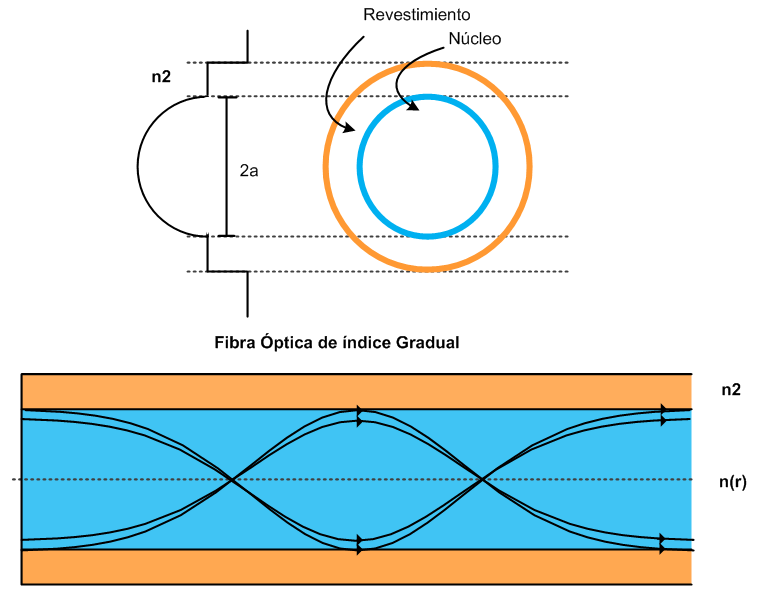 Revestimiento
Núcleo
n2
2a
Fibra Óptica de índice Gradual
n2
n(r)